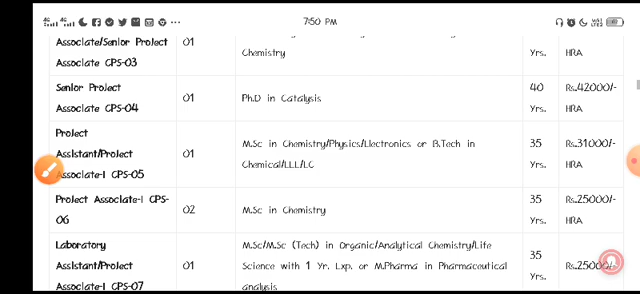 7:50 PM
Associate/Senior Project Associate CPS-03 01 Chemistry Yrs. HRA
Senior Project Associate CPS-04 01 Ph.D in Catalysis 40 Yrs. Rs.42000/- HRA
Project Assistant/Project Associate-I CPS-05 01 M.Sc in Chemistry/Physics/Electronics or B.Tech in Chemical/EEE/EC 35 Yrs. Rs.31000/- HRA
Project Associate-I CPS-06 02 M.Sc in Chemistry 35 Yrs. Rs.25000/- HRA
Laboratory Assistant/Project Associate-I CPS-07 01 M.Sc/M.Sc (Tech) in Organic/Analytical Chemistry/Life Science with 1 Yr. Exp. or M.Pharma in Pharmaceutical analysis 35 Yrs. Rs.25000/-